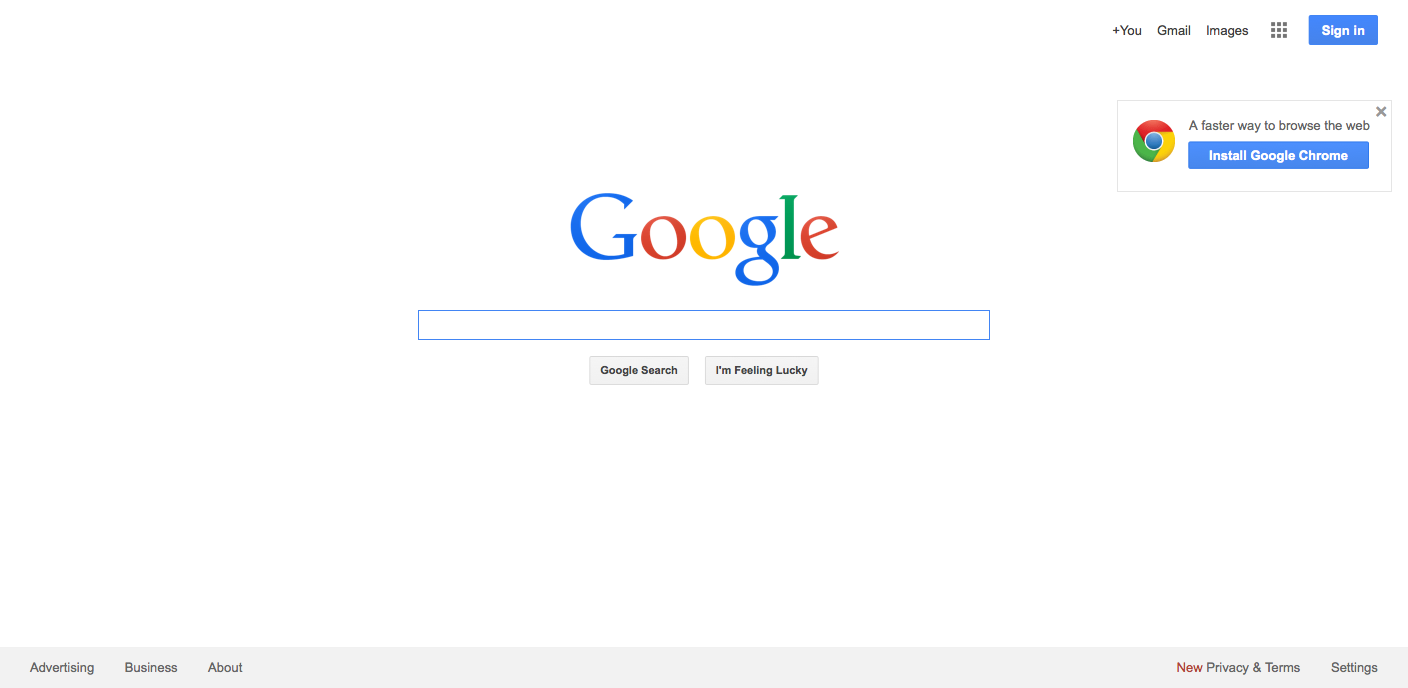 +You Gmail Images Sign in
A faster way to browse the web
Install Google Chrome
Google
Google Search I'm Feeling Lucky
Advertising Business About New Privacy & Terms Settings